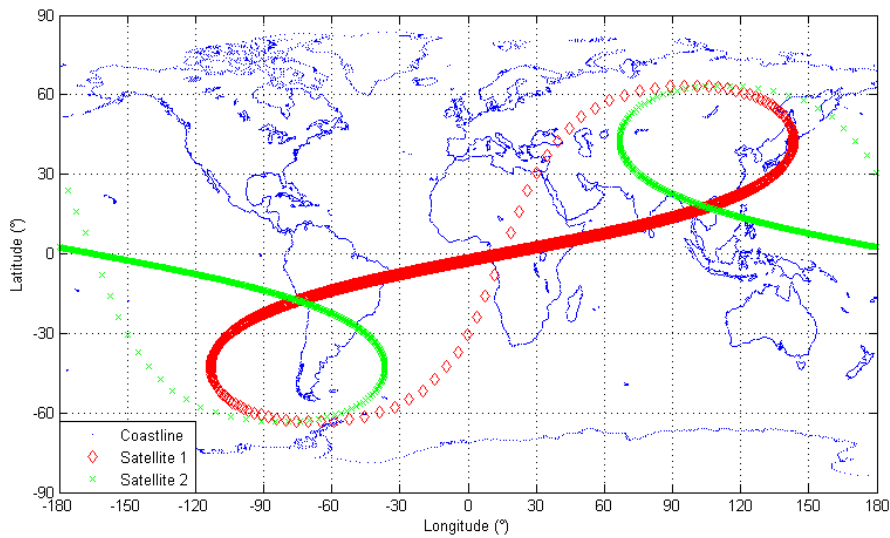 90
60
30
0
-30
-60
-90
Latitude (°)
Coastline
Satellite 1
Satellite 2
-180 -150 -120 -90 -60 -30 0 30 60 90 120 150 180
Longitude (°)